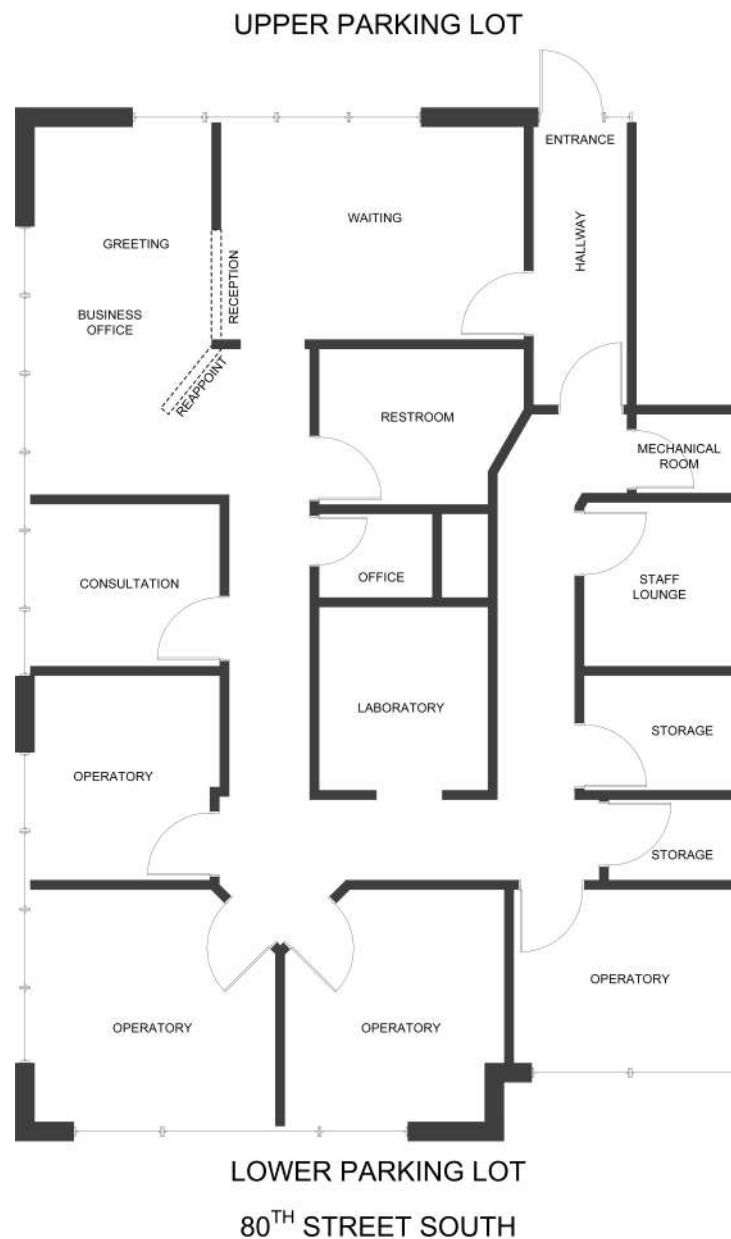 UPPER PARKING LOT
ENTRANCE
WAITING
HALLWAY
GREETING
RECEPTION
BUSINESS
OFFICE
REAPPOINT
RESTROOM
MECHANICAL
ROOM
CONSULTATION
OFFICE
STAFF
LOUNGE
LABORATORY
STORAGE
OPERATORY
STORAGE
OPERATORY
OPERATORY
OPERATORY
LOWER PARKING LOT
80TH STREET SOUTH